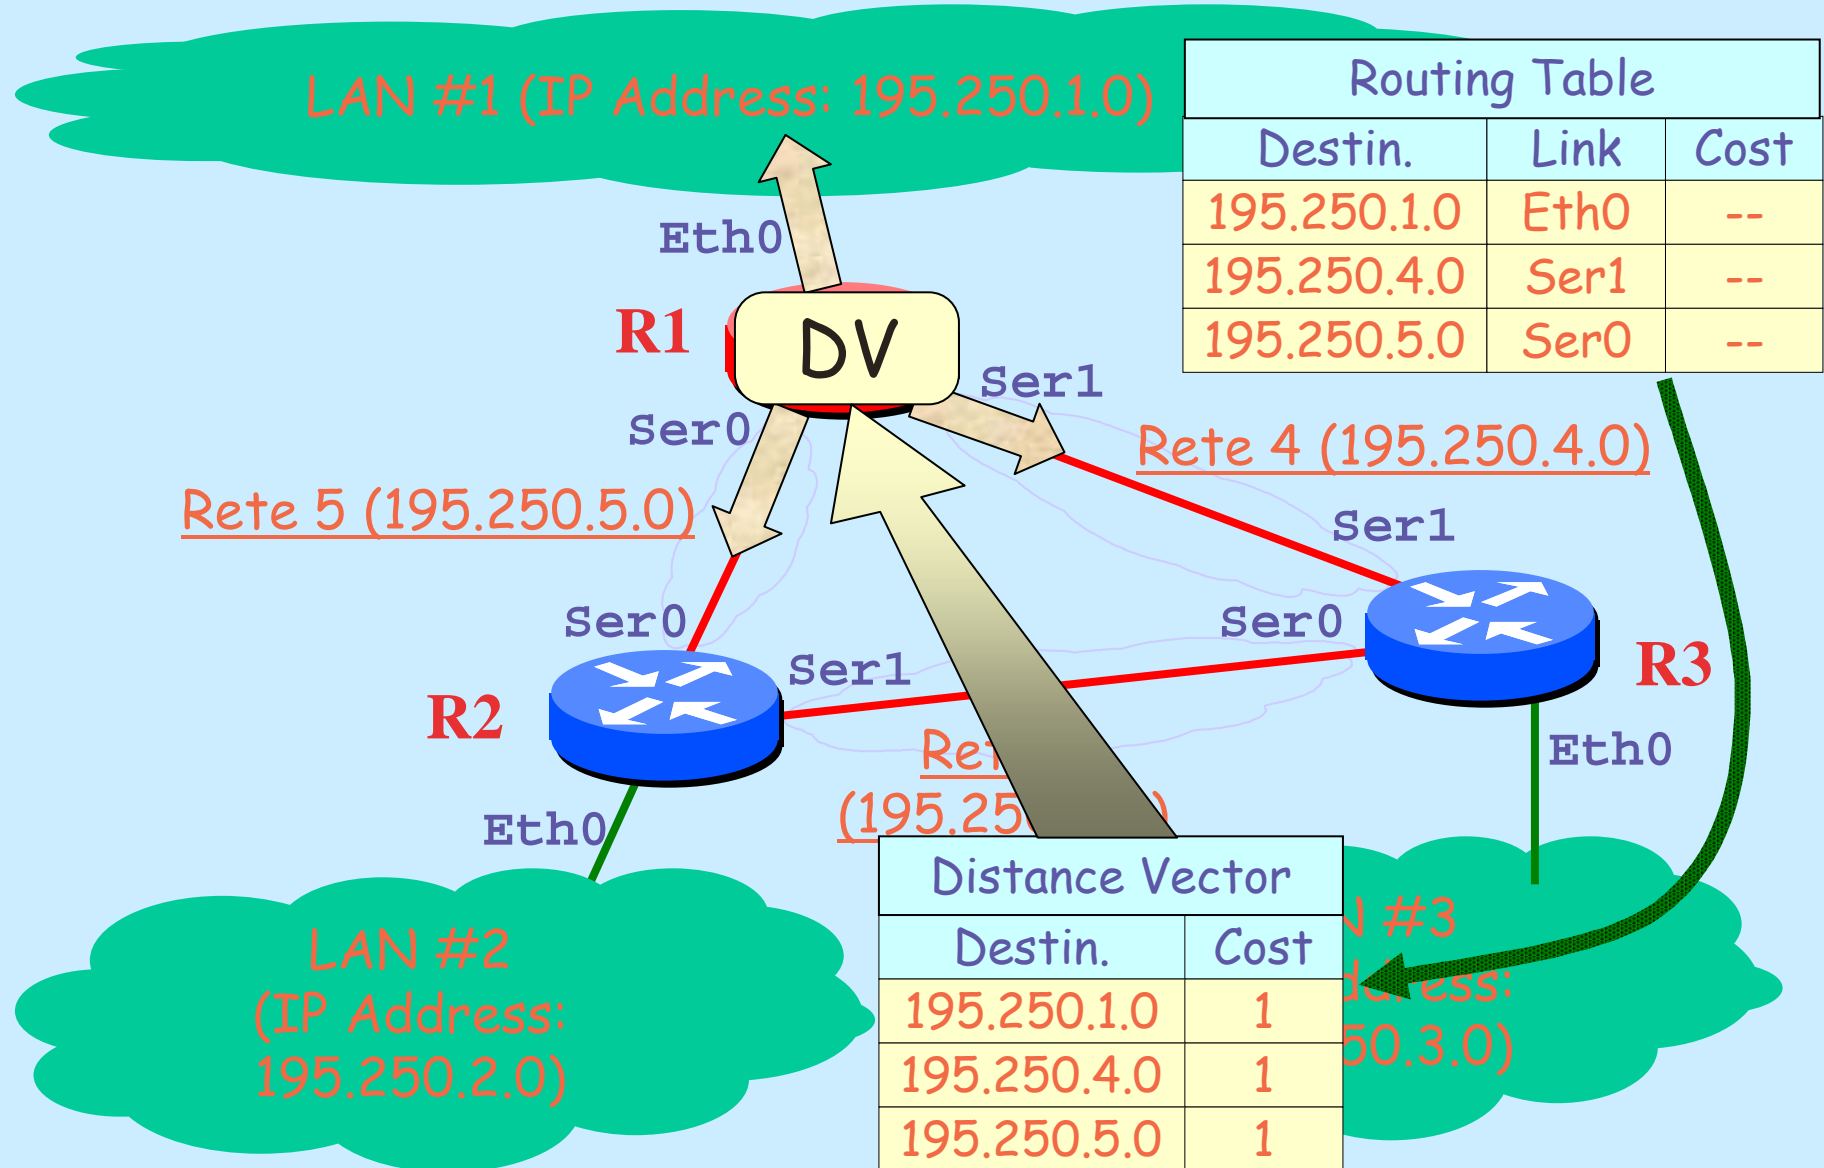 LAN #1 (IP Address: 195.250.1.0)
Routing Table
Destin. Link Cost
195.250.1.0 Eth0 --
195.250.4.0 Ser1 --
195.250.5.0 Ser0 --
Eth0
R1
DV
Ser1
Ser0
Rete 4 (195.250.4.0)
Rete 5 (195.250.5.0)
Ser1
Ser0
Ser0
Ser1
R3
R2
Eth0
Eth0
LAN #2
(IP Address:
195.250.2.0)
#3
Distance Vector
Destin. Cost
195.250.1.0 1
195.250.4.0 1
195.250.5.0 1